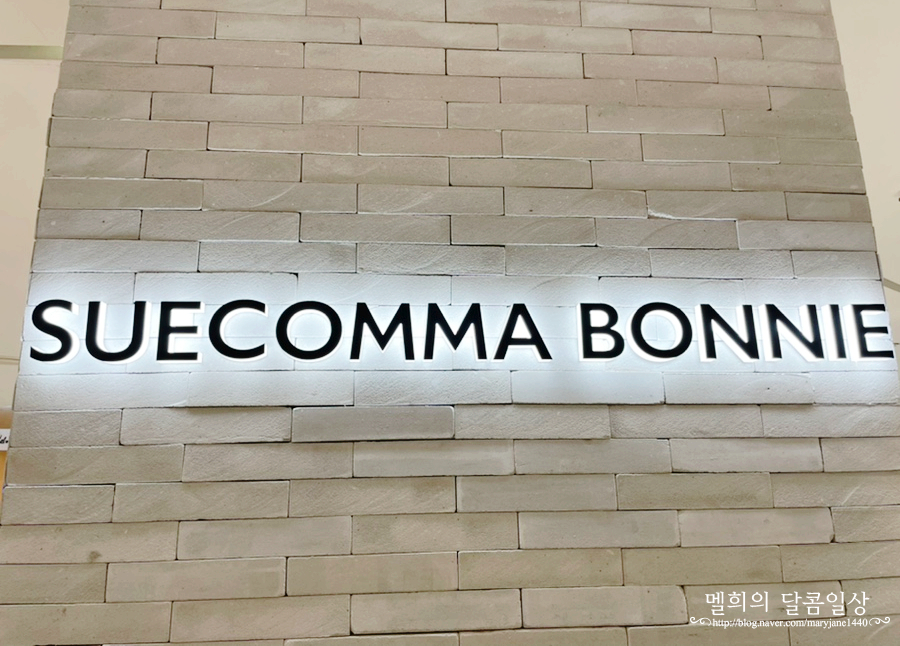 SUECOMMA BONNIE
멜희의 달콤일상
http://blog.naver.com/maryjane1440